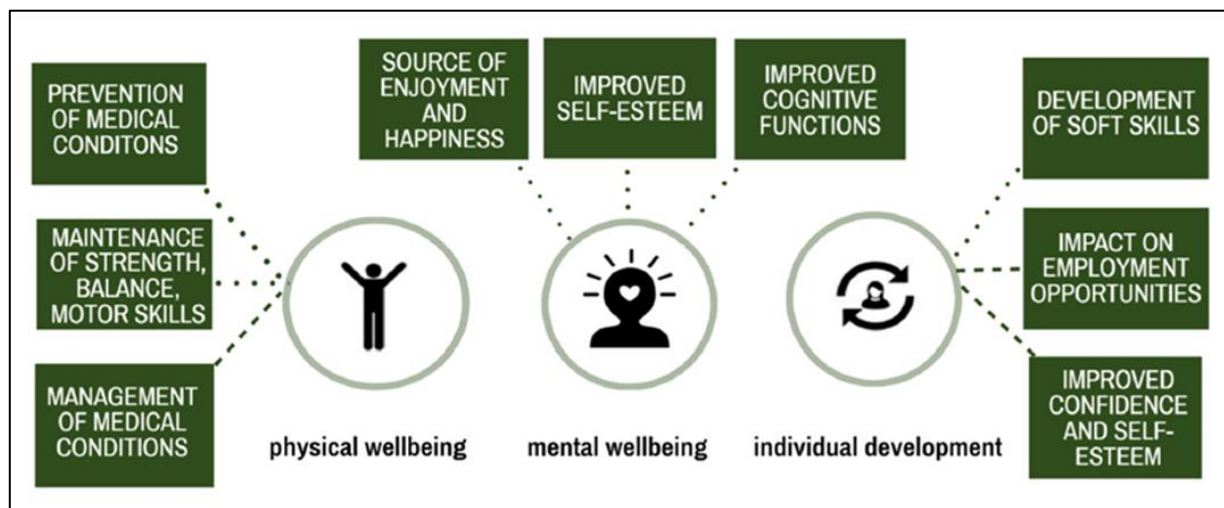 PREVENTION
OF MEDICAL
CONDITONS
MAINTENANCE
OF STRENGTH,
BALANCE,
MOTOR SKILLS
MANAGEMENT
OF MEDICAL
CONDITIONS
physical wellbeing
SOURCE OF
ENJOYMENT
AND
HAPPINESS
IMPROVED
SELF-ESTEEM
IMPROVED
COGNITIVE
FUNCTIONS
mental wellbeing
DEVELOPMENT
OF SOFT SKILLS
IMPACT ON
EMPLOYMENT
OPPORTUNITIES
IMPROVED
CONFIDENCE
AND SELF-
ESTEEM
individual development